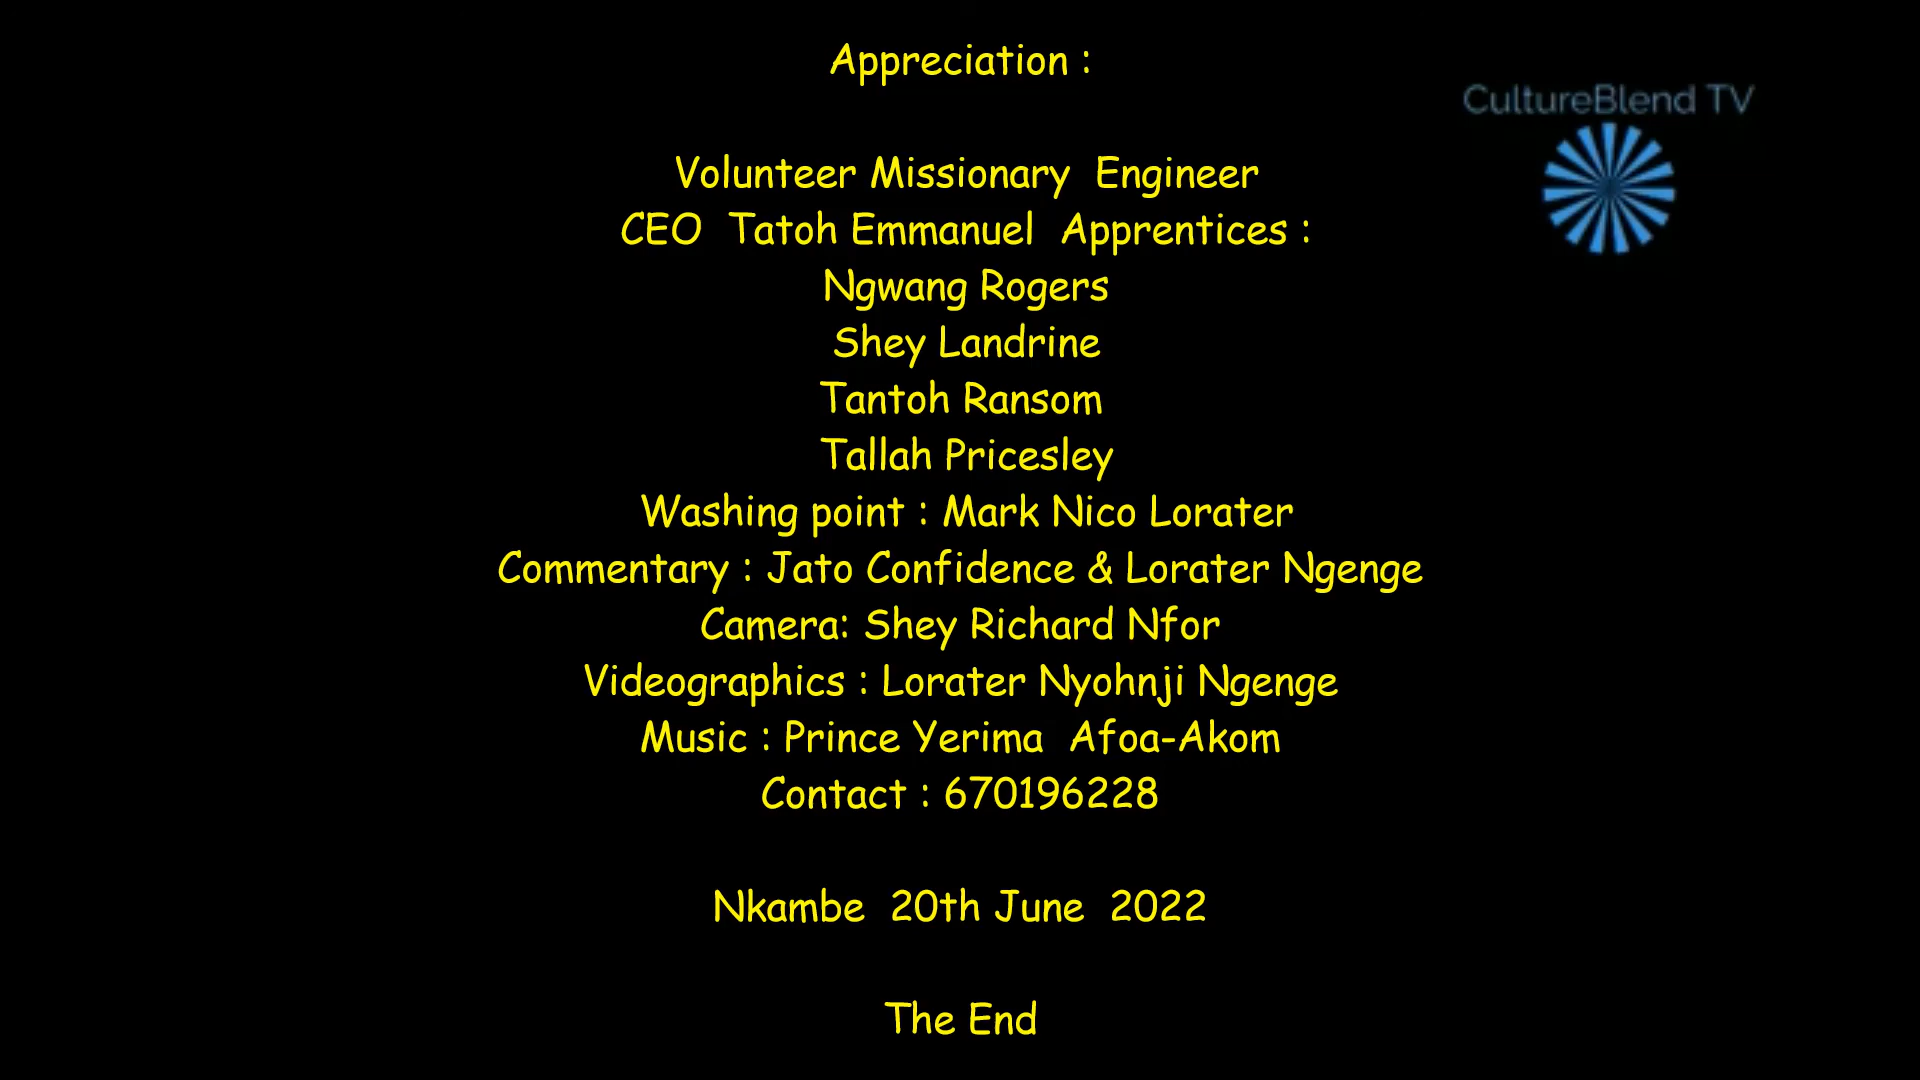 Appreciation :
CultureBlend TV
Volunteer Missionary Engineer
CEO Tatoh Emmanuel Apprentices :
Ngwang Rogers
Shey Landrine
Tantoh Ransom
Tallah Pricesley
Washing point : Mark Nico Lorater
Commentary : Jato Confidence & Lorater Ngenge
Camera: Shey Richard Nfor
Videographics : Lorater Nyohnji Ngenge
Music : Prince Yerima Afoa-Akom
Contact : 670196228
Nkambe 20th June 2022
The End